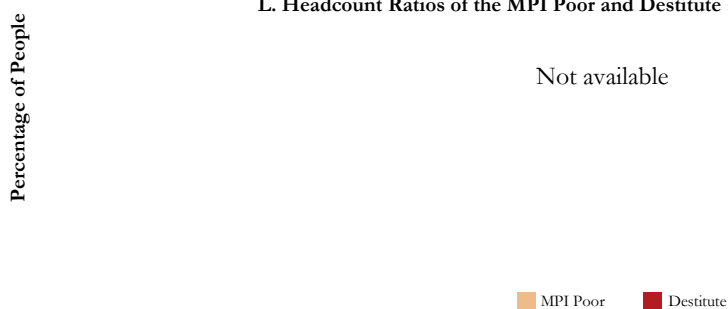 L. Headcount Ratios of the MPI Poor and Destitute
Percentage of People
Not available
MPI Poor
Destitute